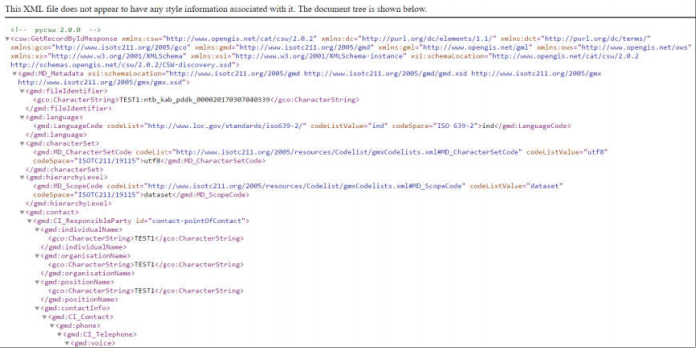 This XML file does not appear to have any style information associated with it. The document tree is shown below.
<!-- pycsw 2.0.0 -->
▼<csw:GetRecordByIdResponse xmlns:csw="http://www.opengis.net/cat/csw/2.0.2" xmlns:dc="http://purl.org/dc/elements/1.1/" xmlns:dct="http://purl.org/dc/terms/"
xmlns:gco="http://www.isotc211.org/2005/gco" xmlns:gmd="http://www.isotc211.org/2005/gmd" xmlns:gml="http://www.opengis.net/gml" xmlns:ows="http://www.opengis.net/ows"
xmlns:xs="http://www.w3.org/2001/XMLSchema" xmlns:xsi="http://www.w3.org/2001/XMLSchema-instance" xsi:schemaLocation="http://www.opengis.net/cat/csw/2.0.2
http://schemas.opengis.net/csw/2.0.2/CSW-discovery.xsd">
▼<gmd:MD_Metadata xsi:schemaLocation="http://www.isotc211.org/2005/gmd http://www.isotc211.org/2005/gmd/gmd.xsd http://www.isotc211.org/2005/gmx
http://www.isotc211.org/2005/gmx/gmx.xsd">
▼<gmd:fileIdentifier>
<gco:CharacterString>TEST1:ntb_kab_pddk_0000201703070403​39</gco:CharacterString>
</gmd:fileIdentifier>
▼<gmd:language>
<gmd:LanguageCode codeList="http://www.loc.gov/standards/iso639-2/" codeListValue="ind" codeSpace="ISO 639-2">ind</gmd:LanguageCode>
</gmd:language>
▼<gmd:characterSet>
<gmd:MD_CharacterSetCode codeList="http://www.isotc211.org/2005/resources/Codelist/gmxCodelists.xml#MD_CharacterSetCode" codeListValue="utf8"
codeSpace="ISOTC211/19115">utf8</gmd:MD_CharacterSetCode>
</gmd:characterSet>
▼<gmd:hierarchyLevel>
<gmd:MD_ScopeCode codeList="http://www.isotc211.org/2005/resources/Codelist/gmxCodelists.xml#MD_ScopeCode" codeListValue="dataset"
codeSpace="ISOTC211/19115">dataset</gmd:MD_ScopeCode>
</gmd:hierarchyLevel>
▼<gmd:contact>
▼<gmd:CI_ResponsibleParty id="contact-pointOfContact">
▼<gmd:individualName>
<gco:CharacterString>TEST1</gco:CharacterString>
</gmd:individualName>
▼<gmd:organisationName>
<gco:CharacterString>TEST1</gco:CharacterString>
</gmd:organisationName>
▼<gmd:positionName>
<gco:CharacterString>TEST1</gco:CharacterString>
</gmd:positionName>
▼<gmd:contactInfo>
▼<gmd:CI_Contact>
▼<gmd:phone>
▼<gmd:CI_Telephone>
▼<gmd:voice>